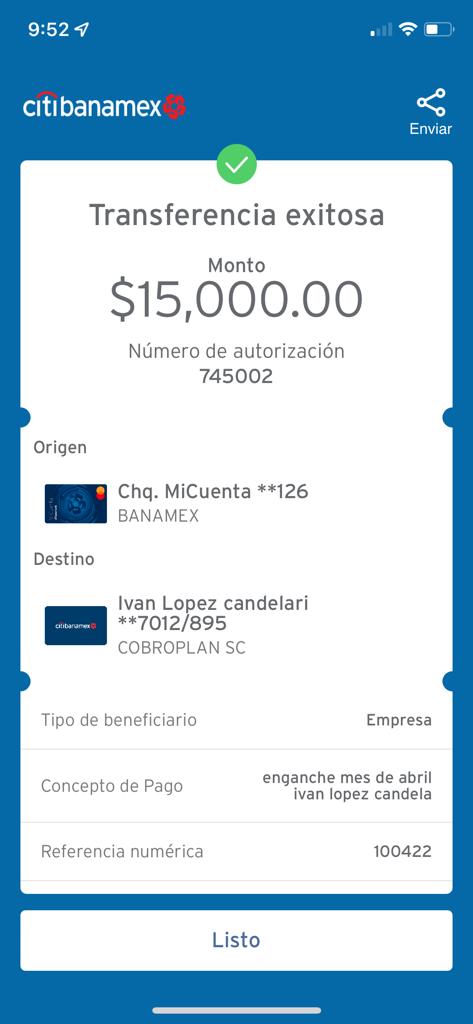 9:52
citibanamex
Enviar
Transferencia exitosa
Monto
$15,000.00
Número de autorización
745002
Origen
Chq. MiCuenta **126
BANAMEX
Destino
citibanamex
Ivan Lopez candelari
**7012/895
COBROPLAN SC
Tipo de beneficiario
Empresa
Concepto de Pago
enganche mes de abril
ivan lopez candela
Referencia numérica
100422
Listo